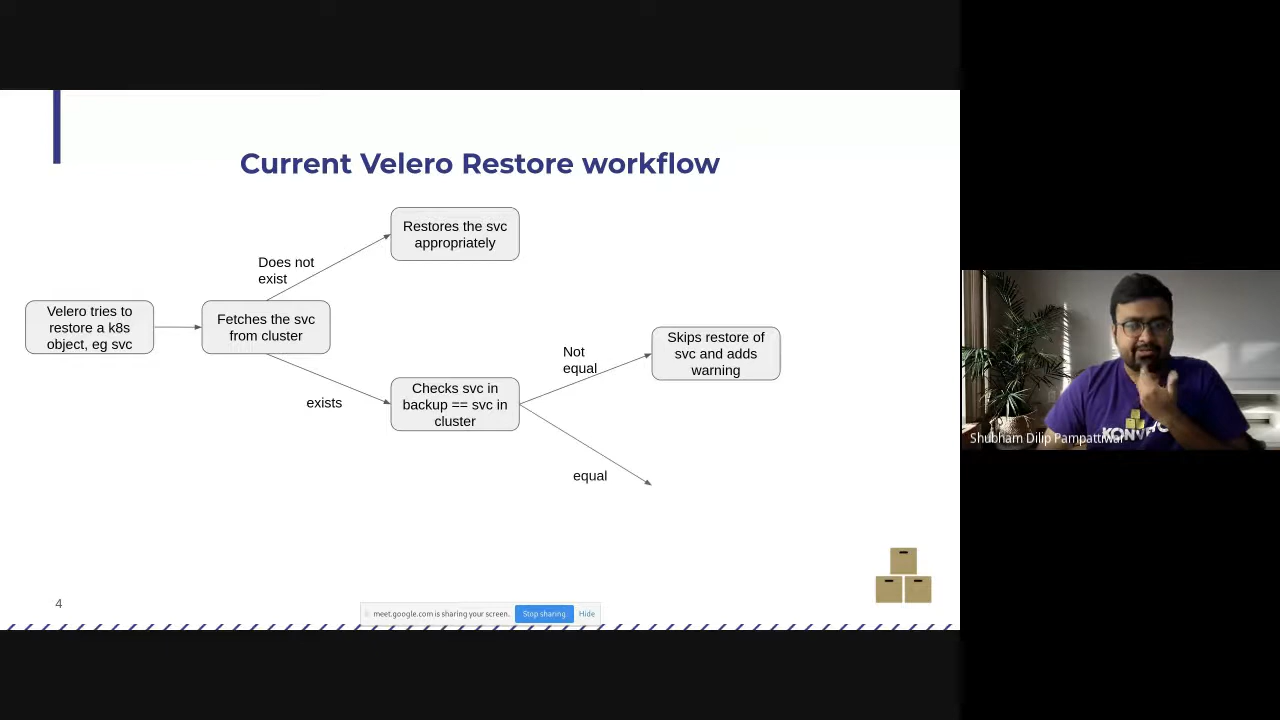 Current Velero Restore workflow
Restores the svc
appropriately
Does not
exist
Velero tries to
restore a k8s
object, eg svc
Fetches the svc
from cluster
exists
Checks svc in
backup == svc in
cluster
Not
equal
Skips restore of
svc and adds
warning
equal
4
meet.google.com is sharing your screen.
Stop sharing
Hide
Shubham Dilip Pampattiwar